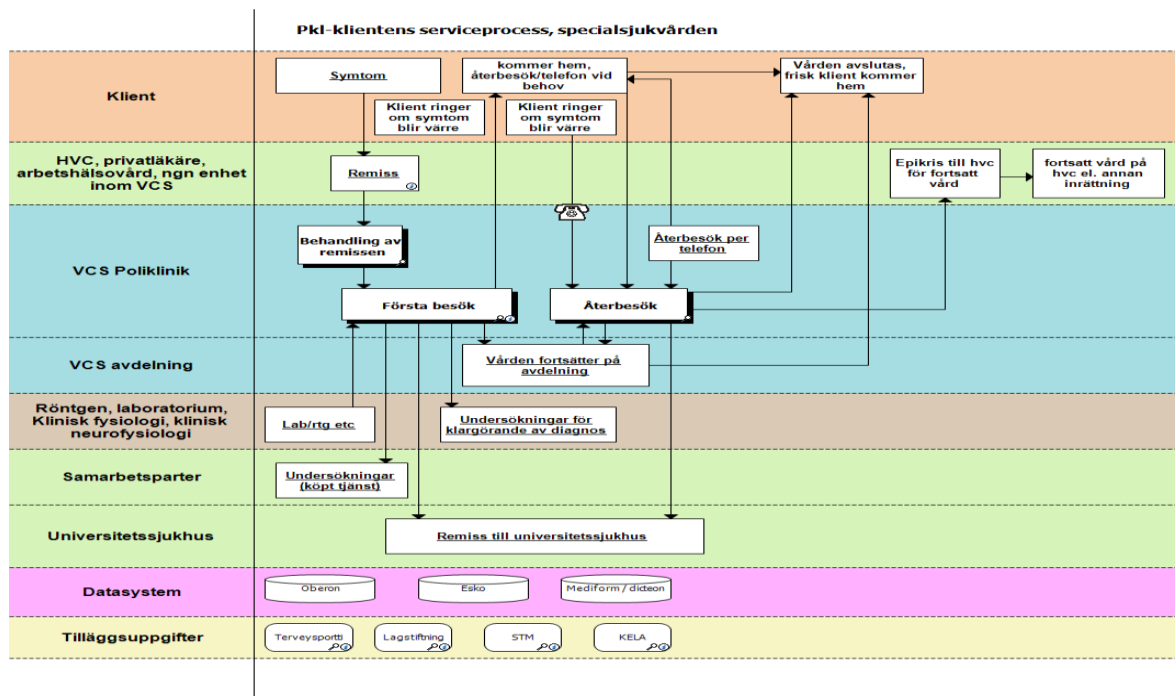 Pkl-klientens serviceprocess, specialsjukvården
Klient
Symtom
kommer hem,
återbesök/telefon vid
behov
Vården avslutas,
frisk klient kommer
hem
Klient ringer
om symtom
blir värre
Klient ringer
om symtom
blir värre
HVC, privatläkäre,
arbetshälsovård, ngn enhet
inom VCS
Remiss
Epikris till hvc
för fortsatt
vård
fortsatt vård på
hvc el. annan
inrättning
VCS Poliklinik
Behandling av
remissen
Återbesök per
telefon
Första besök
Återbesök
VCS avdelning
Vården fortsätter på
avdelning
Röntgen, laboratorium,
Klinisk fysiologi, klinisk
neurofysiologi
Lab/rtg etc
Undersökningar för
klargörande av diagnos
Samarbetsparter
Undersökningar
(köpt tjänst)
Universitetssjukhus
Remiss till universitetssjukhus
Datasystem
Oberon
Esko
Mediform / dicteon
Tilläggsuppgifter
Terveysportti
Lagstiftning
STM
KELA